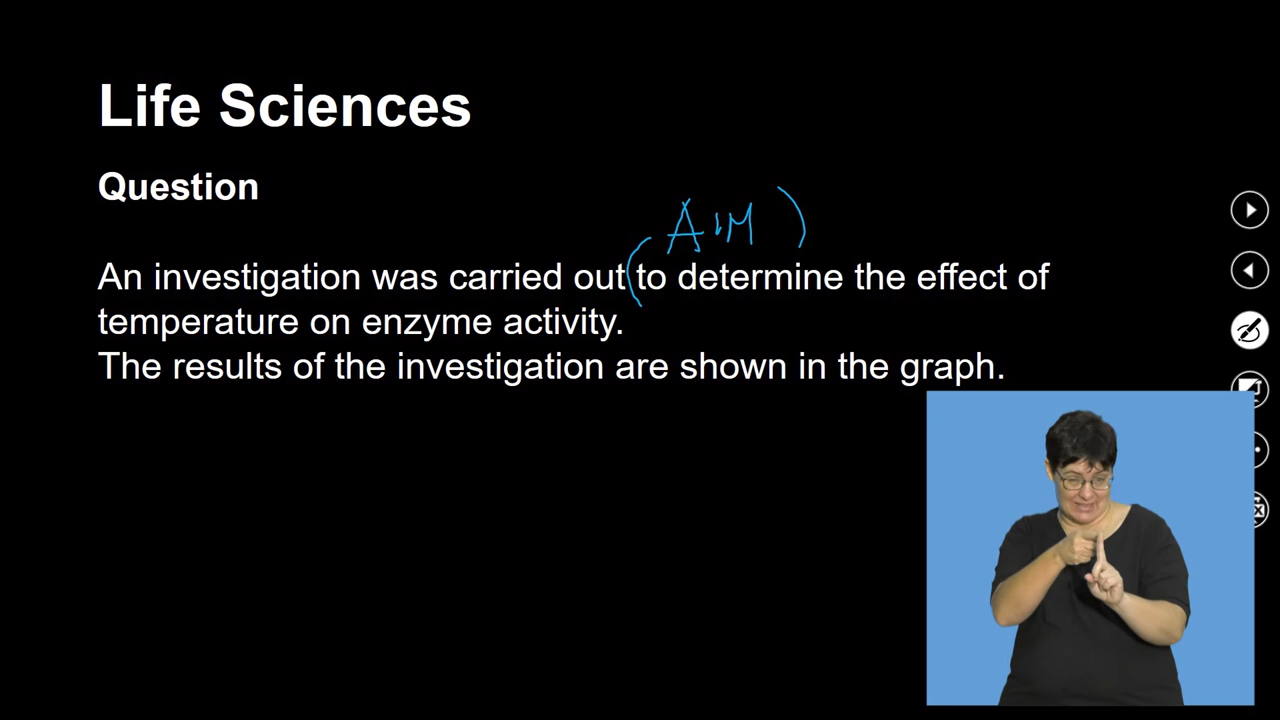 Life Sciences
Question
(AIM)
An investigation was carried out to determine the effect of
temperature on enzyme activity.
The results of the investigation are shown in the graph.